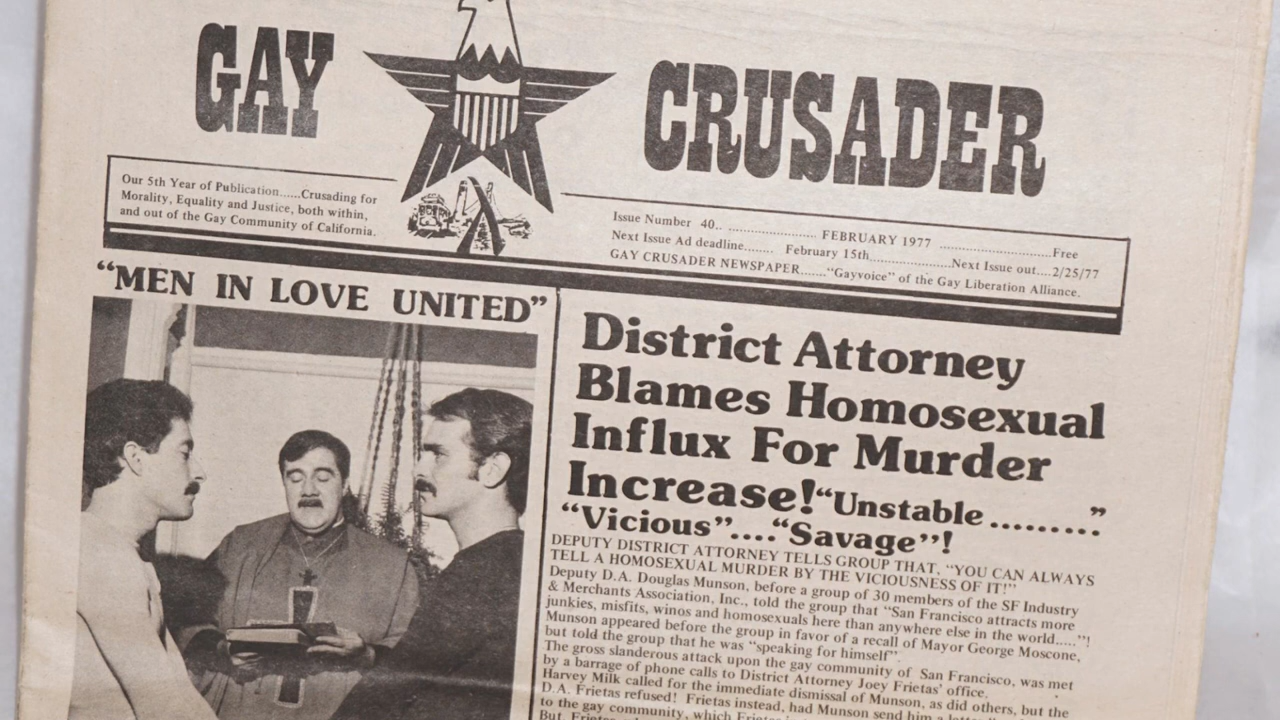 GAY CRUSADER
Our 5th Year of Publication......Crusading for
Morality, Equality and Justice, both within,
and out of the Gay Community of California.
Issue Number 40.. .................... FEBRUARY 1977 .........................Free
Next Issue Ad deadline....... February 15th..................Next Issue out....2/25/77
GAY CRUSADER NEWSPAPER......."Gayvoice" of the Gay Liberation Alliance.
"MEN IN LOVE UNITED"
District Attorney
Blames Homosexual
Influx For Murder
Increase! "Unstable........."
"Vicious"...."Savage"!
DEPUTY DISTRICT ATTORNEY TELLS GROUP THAT, "YOU CAN ALWAYS
TELL A HOMOSEXUAL MURDER BY THE VICIOUSNESS OF IT!"
Deputy D.A. Douglas Munson, before a group of 30 members of the SF Industry
& Merchants Association, Inc., told the group that "San Francisco attracts more
junkies, misfits, winos and homosexuals here than anywhere else in the world....."!
Munson appeared before the group in favor of a recall of Mayor George Moscone,
but told the group that he was "speaking for himself".
The gross slanderous attack upon the gay community of San Francisco, was met
by a barrage of phone calls to District Attorney Joey Frietas' office.
Harvey Milk called for the immediate dismissal of Munson, as did others, but the
D.A. Frietas refused! Frietas instead, had Munson send him a
to the gay community, which
But